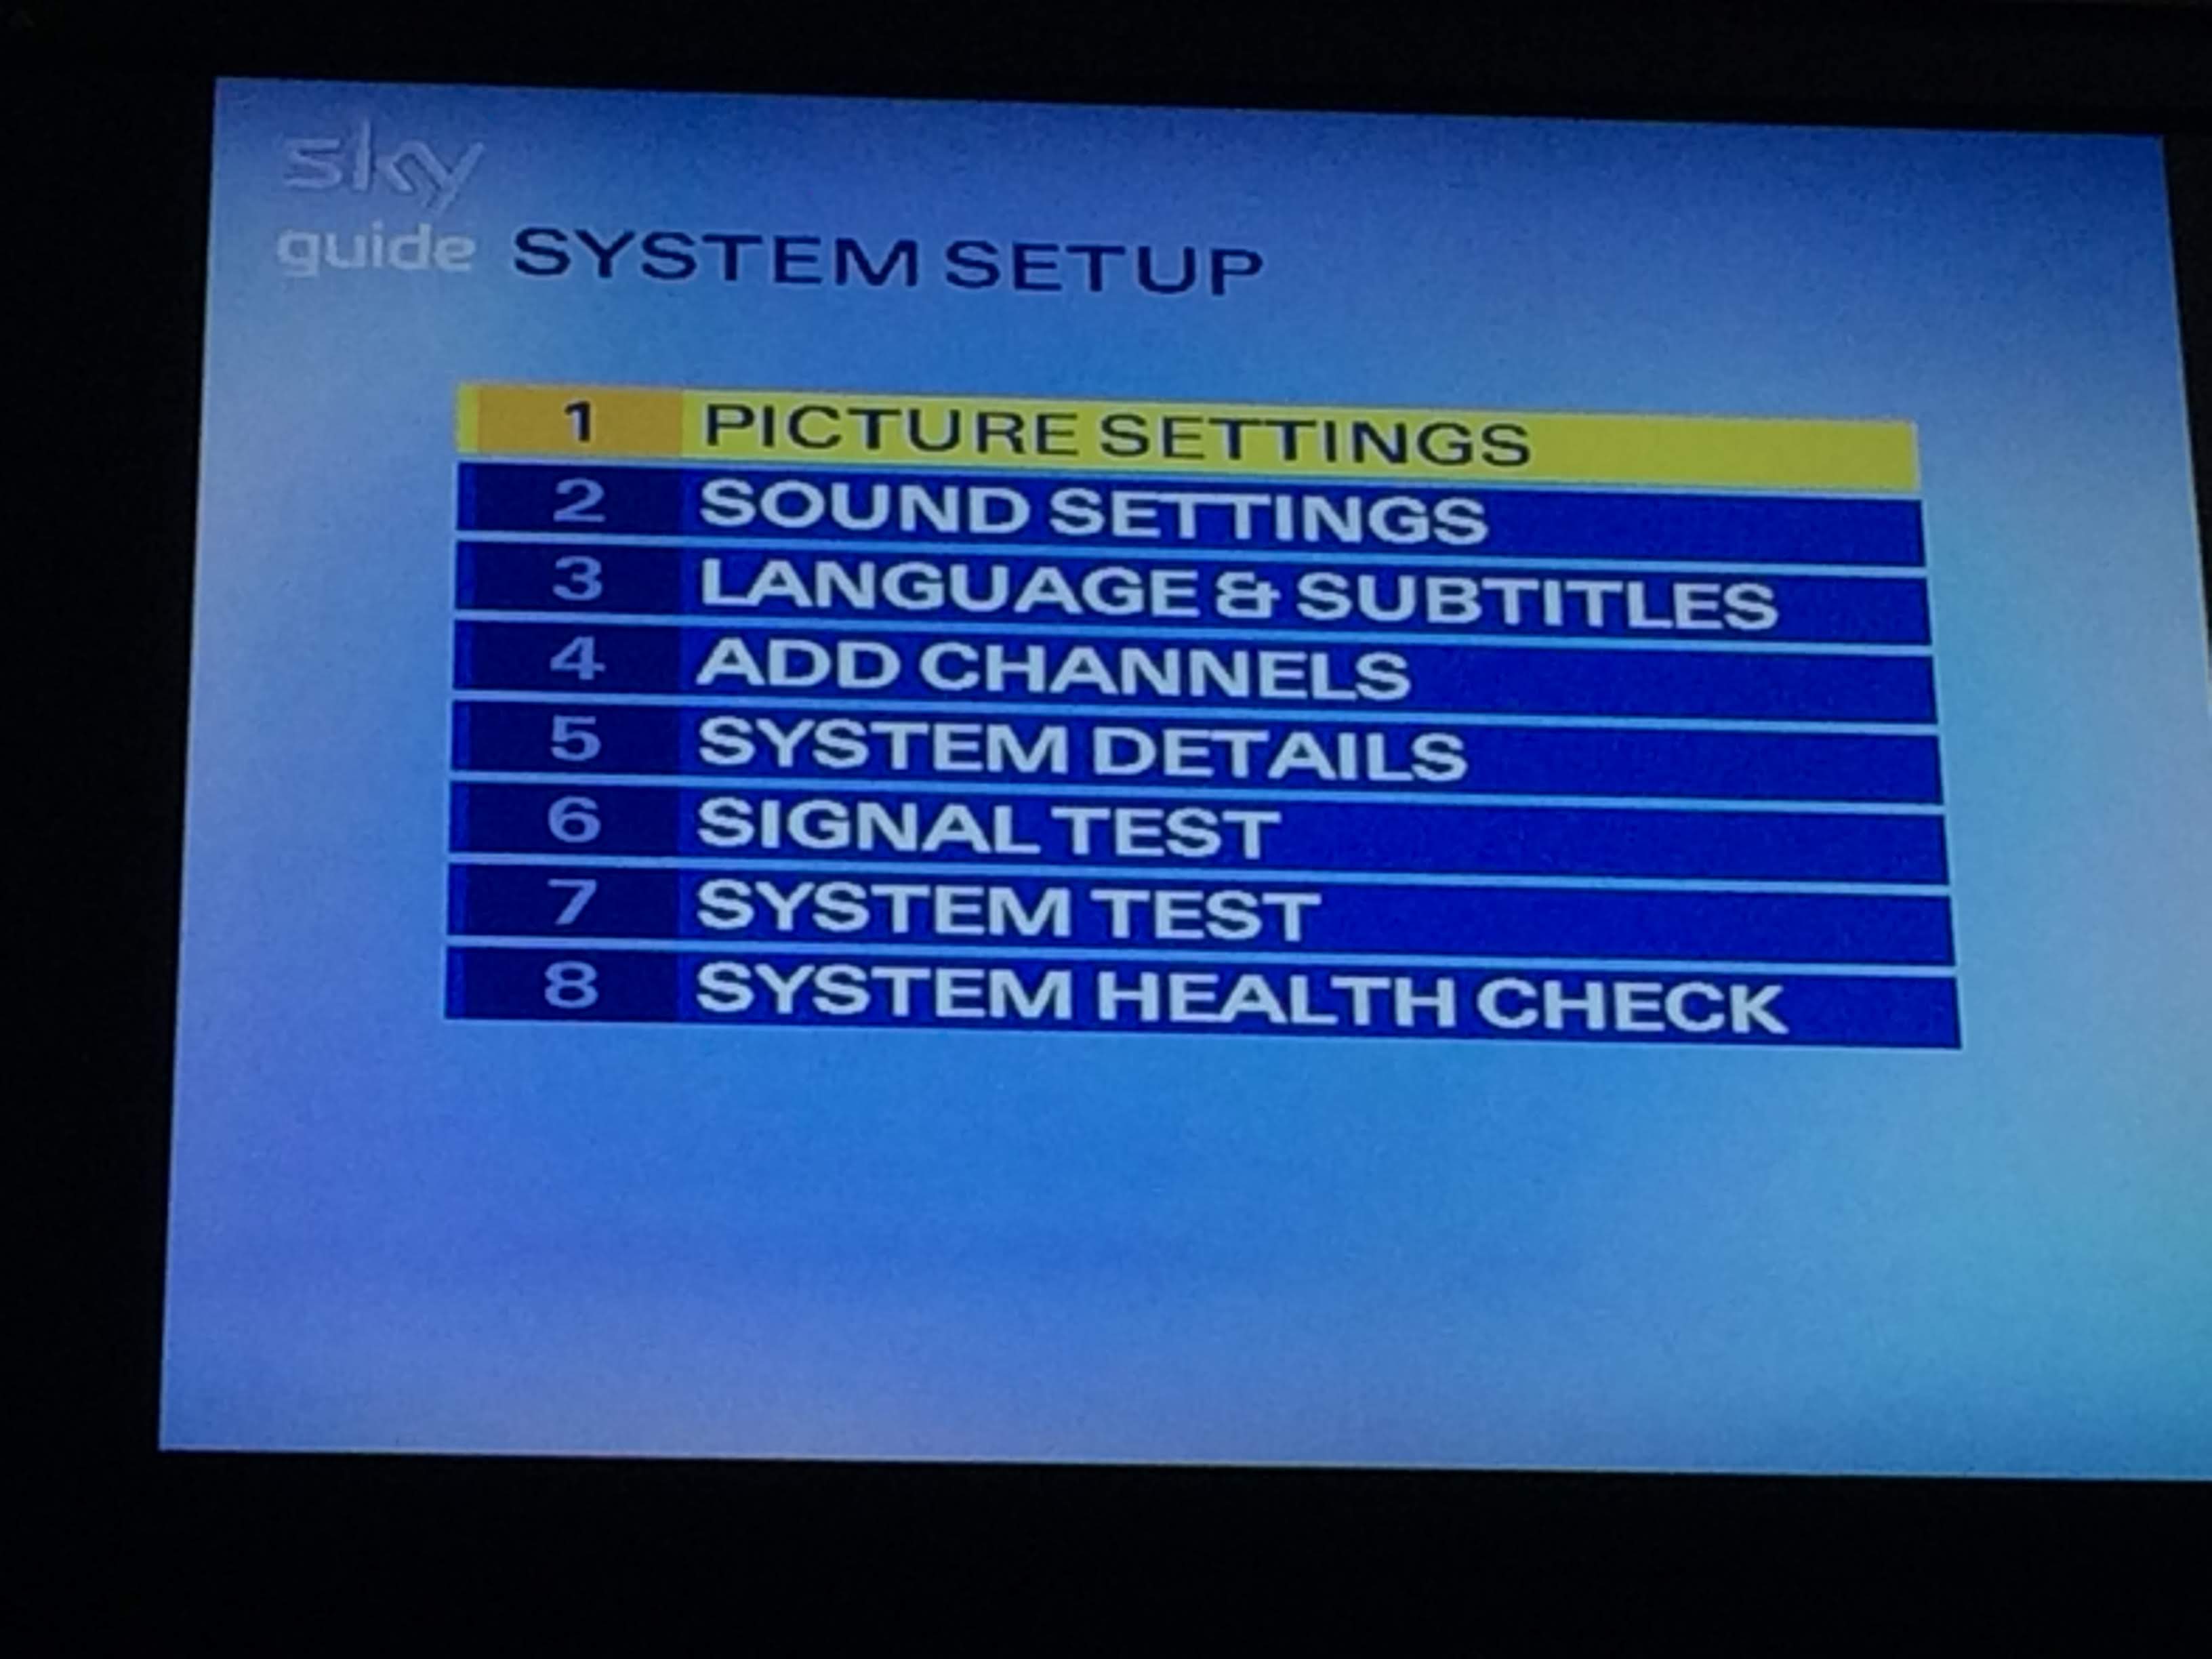 sky
guide SYSTEM SETUP
1 PICTURE SETTINGS
2 SOUND SETTINGS
3 LANGUAGE & SUBTITLES
4 ADD CHANNELS
5 SYSTEM DETAILS
6 SIGNAL TEST
7 SYSTEM TEST
8 SYSTEM HEALTH CHECK